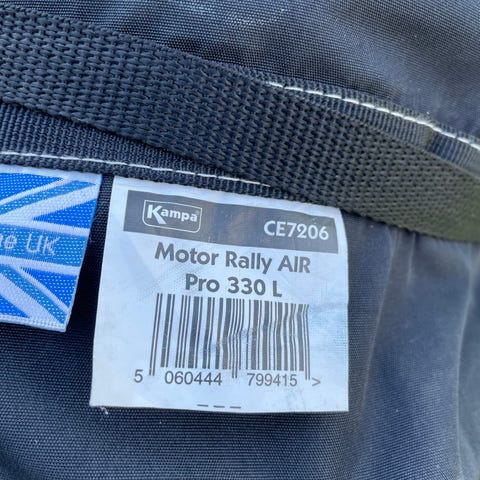 Kampa
CE7206
Motor Rally AIR
Pro 330 L
5 060444 799415 >
UK